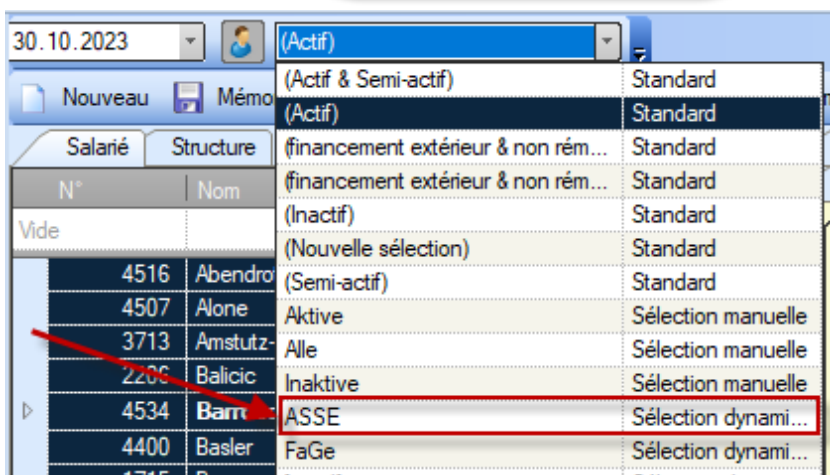 30.10.2023 (Actif)
Nouveau Mémo
(Actif & Semi-actif) Standard
(Actif) Standard
(financement extérieur & non rém... Standard
(financement extérieur & non rém... Standard
(Inactif) Standard
(Nouvelle sélection) Standard
(Semi-actif) Standard
Aktive Sélection manuelle
Alle Sélection manuelle
Inaktive Sélection manuelle
ASSE Sélection dynami...
FaGe Sélection dynami...
Salarié Structure
N° Nom
Vide
4516 Abendro
4507 Alone
3713 Amstutz-
2206 Balicic
4534
4400 Basler